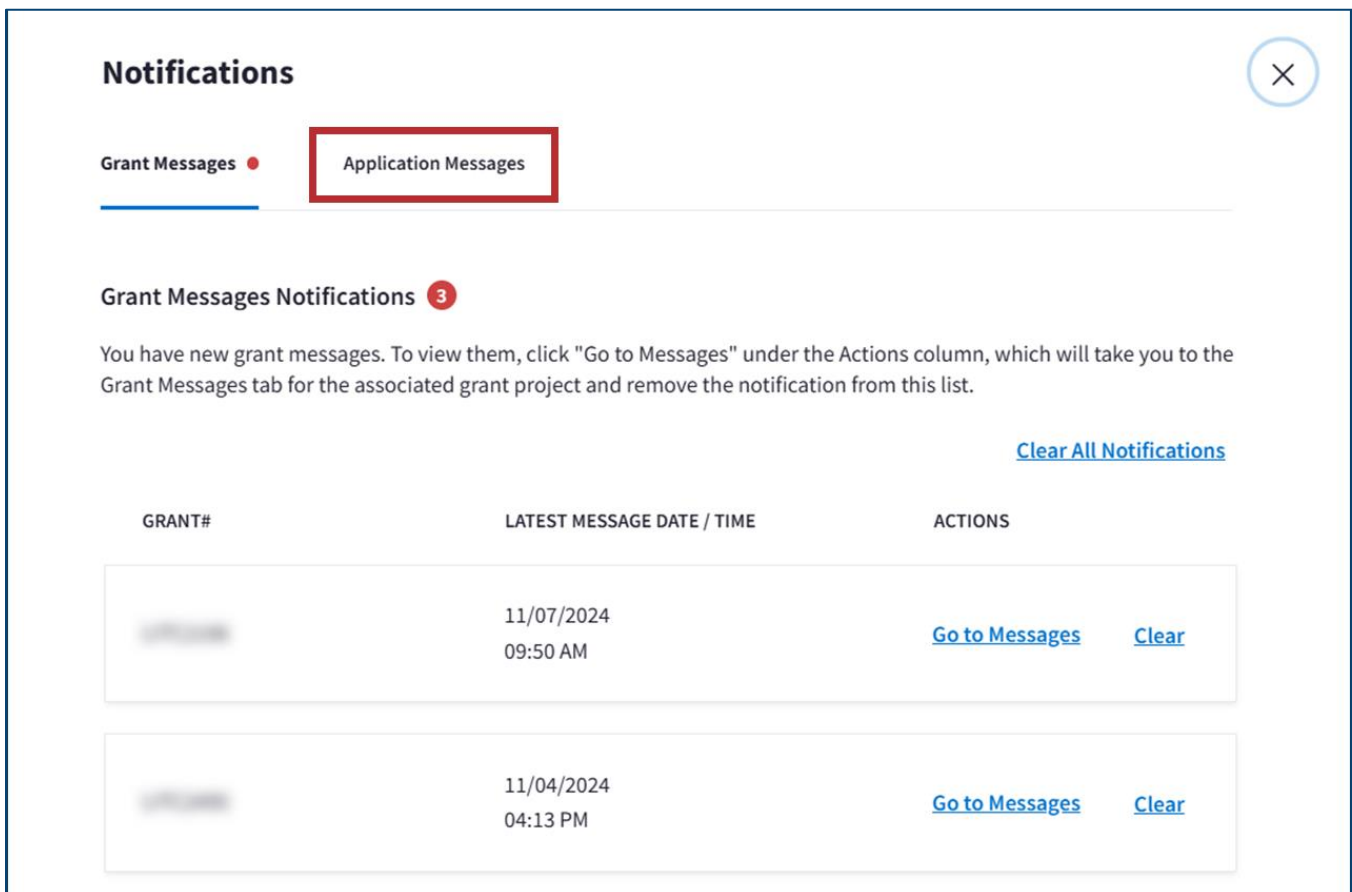 Notifications
Grant Messages
Application Messages
Grant Messages Notifications 3
You have new grant messages. To view them, click "Go to Messages" under the Actions column, which will take you to the
Grant Messages tab for the associated grant project and remove the notification from this list.
Clear All Notifications
GRANT# LATEST MESSAGE DATE / TIME ACTIONS
11/07/2024
09:50 AM
Go to Messages Clear
11/04/2024
04:13 PM
Go to Messages Clear